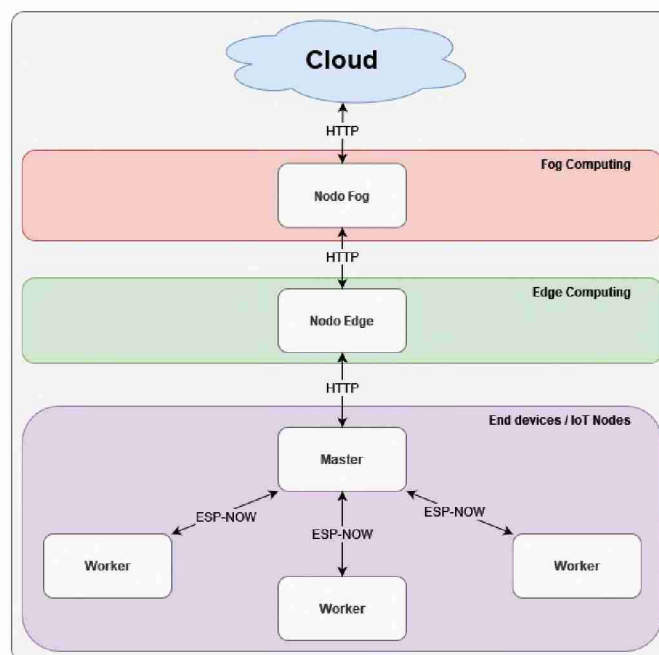 Cloud
HTTP
Fog Computing
Nodo Fog
HTTP
Edge Computing
Nodo Edge
HTTP
End devices / IoT Nodes
Master
ESP-NOW
ESP-NOW
ESP-NOW
Worker
Worker
Worker